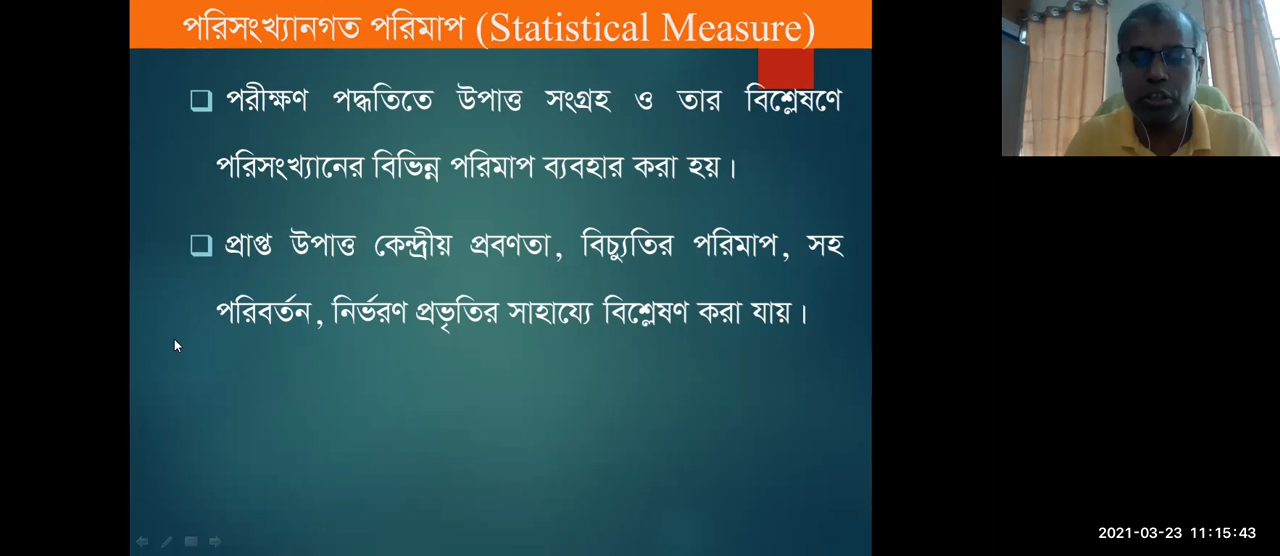 পরিসংখ্যানগত পরিমাপ (Statistical Measure)
পরীক্ষণ পদ্ধতিতে উপাত্ত সংগ্রহ ও তার বিশ্লেষণে
পরিসংখ্যানের বিভিন্ন পরিমাপ ব্যবহার করা হয়।
প্রাপ্ত উপাত্ত কেন্দ্রীয় প্রবণতা, বিচ্যুতির পরিমাপ, সহ
পরিবর্তন, নির্ভরণ প্রভৃতির সাহায্যে বিশ্লেষণ করা যায়।
2021-03-23 11:15:43